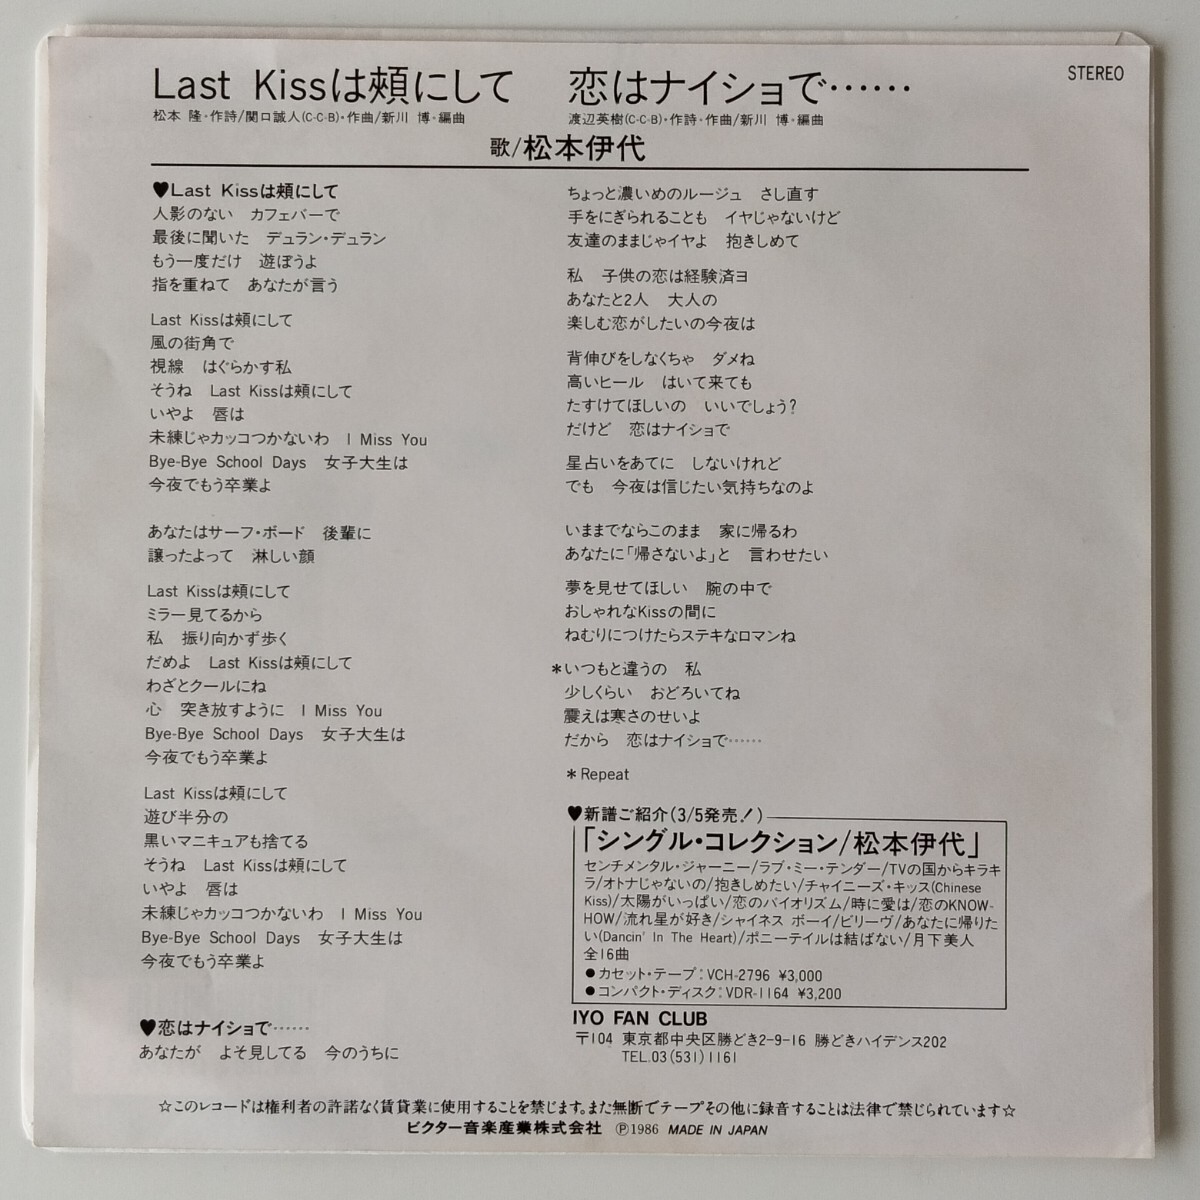 STEREO
Last Kissは頬にして
松本 隆・作詩/関口誠人(C-C-B)・作曲/新川 博・編曲
恋はナイショで……
渡辺英樹(C-C-B)・作詩・作曲/新川 博・編曲
歌/松本伊代
♥Last Kissは頬にして
人影のない カフェバーで
最後に聞いた デュラン・デュラン
もう一度だけ 遊ぼうよ
指を重ねて あなたが言う
Last Kissは頬にして
風の街角で
視線 はぐらかす私
そうね Last Kissは頬にして
いやよ 唇は
未練じゃカッコつかないわ I Miss You
Bye-Bye School Days 女子大生は
今夜でもう卒業よ
あなたはサーフ・ボード 後輩に
譲ったよって 淋しい顔
Last Kissは頬にして
ミラー見てるから
私 振り向かず歩く
だめよ Last Kissは頬にして
わざとクールにね
心 突き放すように I Miss You
Bye-Bye School Days 女子大生は
今夜でもう卒業よ
Last Kissは頬にして
遊び半分の
黒いマニキュアも捨てる
そうね Last Kissは頬にして
いやよ 唇は
未練じゃカッコつかないわ I Miss You
Bye-Bye School Days 女子大生は
今夜でもう卒業よ
♥恋はナイショで……
あなたが よそ見してる 今のうちに
ちょっと濃いめのルージュ さし直す
手をにぎられることも イヤじゃないけど
友達のままじゃイヤよ 抱きしめて
私 子供の恋は経験済ヨ
あなたと2人 大人の
楽しむ恋がしたいの今夜は
背伸びをしなくちゃ ダメね
高いヒール はいて来ても
たすけてほしいの いいでしょう?
だけど 恋はナイショで
星占いをあてに しないけれど
でも 今夜は信じたい気持ちなのよ
いままでならこのまま 家に帰るわ
あなたに「帰さないよ」と 言わせたい
夢を見せてほしい 腕の中で
おしゃれなKissの間に
ねむりにつけたらステキなロマンね
*いつもと違うの 私
少しくらい おどろいてね
震えは寒さのせいよ
だから 恋はナイショで……
* Repeat
♥新譜ご紹介(3/5発売!)
「シングル・コレクション/松本伊代」
センチメンタル・ジャーニー/ラブ・ミー・テンダー/TVの国からキラキ
ラ/オトナじゃないの/抱きしめたい/チャイニーズ・キッス(Chinese
Kiss)/太陽がいっぱい/恋のバイオリズム/時に愛は/恋のKNOW-
HOW/流れ星が好き/シャイネス ボーイ/ビリーヴ/あなたに帰りた
い(Dancin' In The Heart)/ポニーテイルは結ばない/月下美人
全16曲
●カセット・テープ:VCH-2796 ¥3,000
●コンパクト・ディスク:VDR-1164 ¥3,200
IYO FAN CLUB
〒104 東京都中央区勝どき2-9-16 勝どきハイデンス202
TEL.03(531)1161
☆このレコードは権利者の許諾なく賃貸業に使用することを禁じます。また無断でテープその他に録音することは法律で禁じられています☆
ビクター音楽産業株式会社 Ⓟ1986 MADE IN JAPAN